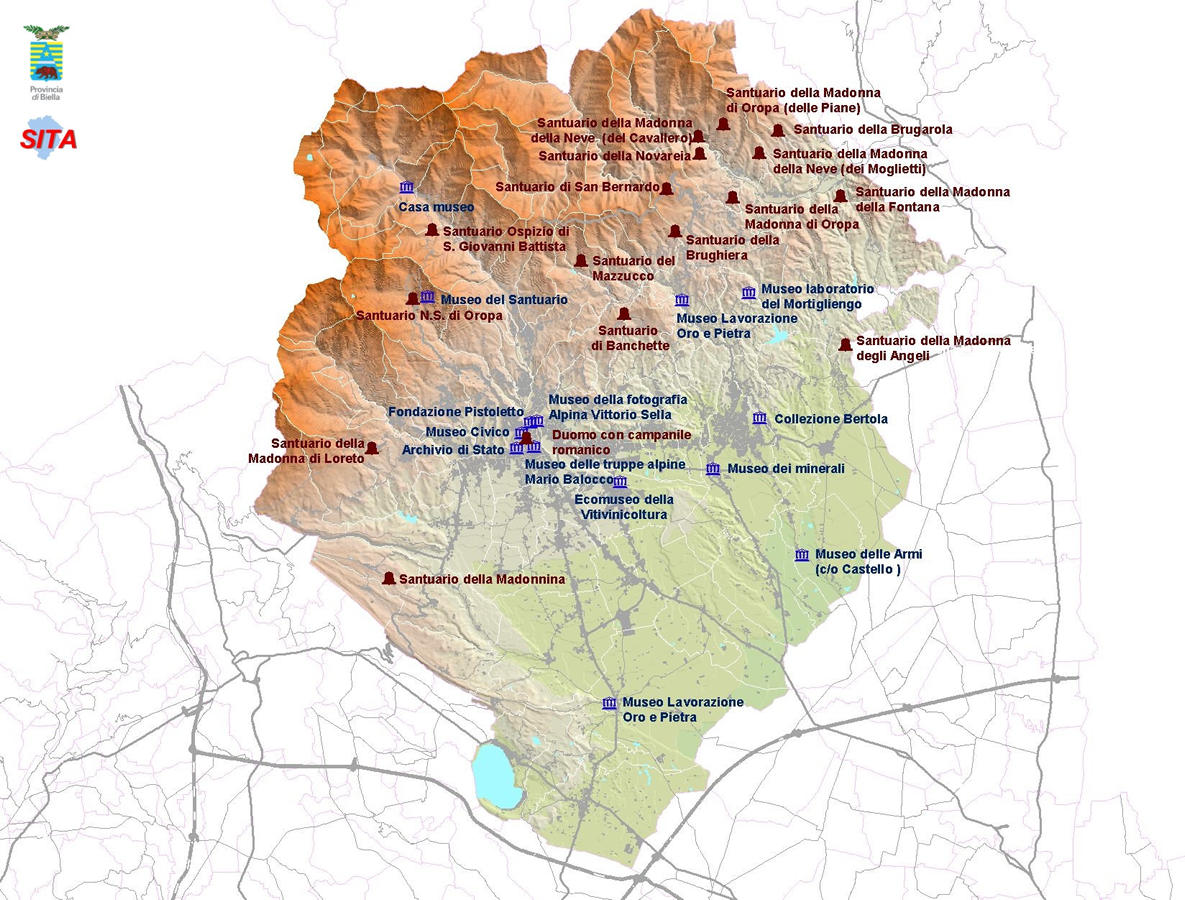 Provincia
di Biella
SITA
Santuario della Madonna
di Oropa (delle Piane)
Santuario della Madonna
della Neve (del Cavallero)
Santuario della Brugarola
Santuario della Novareia
Santuario della Madonna
della Neve (dei Moglietti)
Santuario di San Bernardo
Santuario della Madonna
della Fontana
Casa museo
Santuario della
Madonna di Oropa
Santuario Ospizio di
S. Giovanni Battista
Santuario della
Brughiera
Santuario del
Mazzucco
Museo del Santuario
Santuario N.S. di Oropa
Museo laboratorio
del Mortigliengo
Museo Lavorazione
Oro e Pietra
Santuario
di Banchette
Santuario della Madonna
degli Angeli
Museo della fotografia
Alpina Vittorio Sella
Fondazione Pistoletto
Collezione Bertola
Museo Civico
Duomo con campanile
romanico
Archivio di Stato
Santuario della
Madonna di Loreto
Museo delle truppe alpine
Mario Balocco
Museo dei minerali
Ecomuseo della
Vitivinicoltura
Museo delle Armi
(c/o Castello )
Santuario della Madonnina
Museo Lavorazione
Oro e Pietra